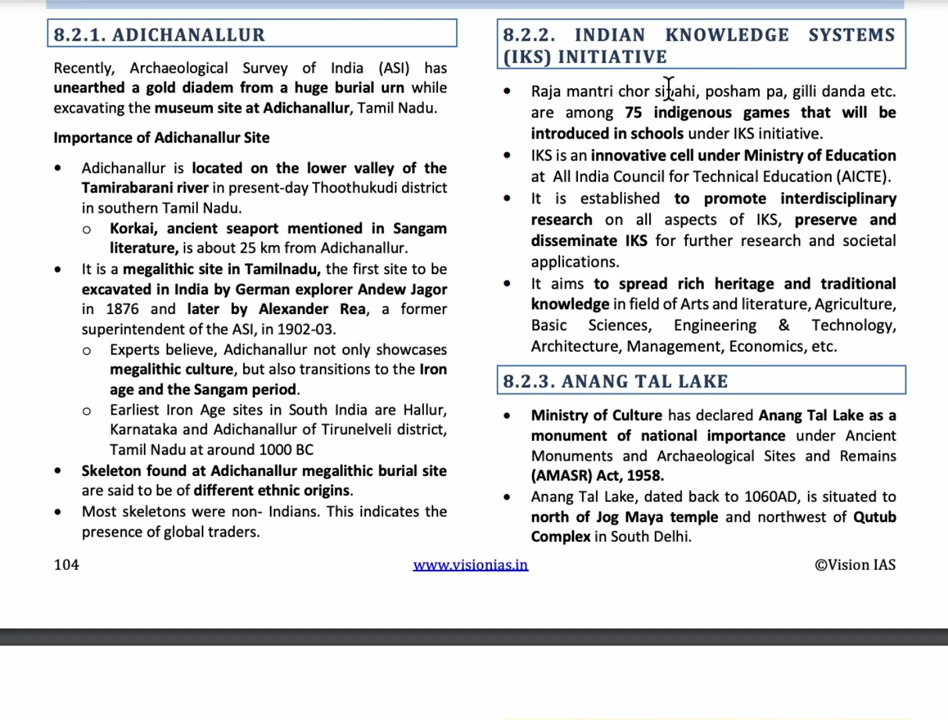 8.2.1. ADICHANALLUR
Recently, Archaeological Survey of India (ASI) has
unearthed a gold diadem from a huge burial urn while
excavating the museum site at Adichanallur, Tamil Nadu.
Importance of Adichanallur Site
• Adichanallur is located on the lower valley of the
Tamirabarani river in present-day Thoothukudi district
in southern Tamil Nadu.
o Korkai, ancient seaport mentioned in Sangam
literature, is about 25 km from Adichanallur.
• It is a megalithic site in Tamilnadu, the first site to be
excavated in India by German explorer Andew Jagor
in 1876 and later by Alexander Rea, a former
superintendent of the ASI, in 1902-03.
o Experts believe, Adichanallur not only showcases
megalithic culture, but also transitions to the Iron
age and the Sangam period.
o Earliest Iron Age sites in South India are Hallur,
Karnataka and Adichanallur of Tirunelveli district,
Tamil Nadu at around 1000 BC
• Skeleton found at Adichanallur megalithic burial site
are said to be of different ethnic origins.
• Most skeletons were non- Indians. This indicates the
presence of global traders.
8.2.2. INDIAN KNOWLEDGE SYSTEMS
(IKS) INITIATIVE
• Raja mantri chor sipahi, posham pa, gilli danda etc.
are among 75 indigenous games that will be
introduced in schools under IKS initiative.
• IKS is an innovative cell under Ministry of Education
at All India Council for Technical Education (AICTE).
• It is established to promote interdisciplinary
research on all aspects of IKS, preserve and
disseminate IKS for further research and societal
applications.
• It aims to spread rich heritage and traditional
knowledge in field of Arts and literature, Agriculture,
Basic Sciences, Engineering & Technology,
Architecture, Management, Economics, etc.
8.2.3. ANANG TAL LAKE
• Ministry of Culture has declared Anang Tal Lake as a
monument of national importance under Ancient
Monuments and Archaeological Sites and Remains
(AMASR) Act, 1958.
• Anang Tal Lake, dated back to 1060AD, is situated to
north of Jog Maya temple and northwest of Qutub
Complex in South Delhi.
104 www.visionias.in ©Vision IAS